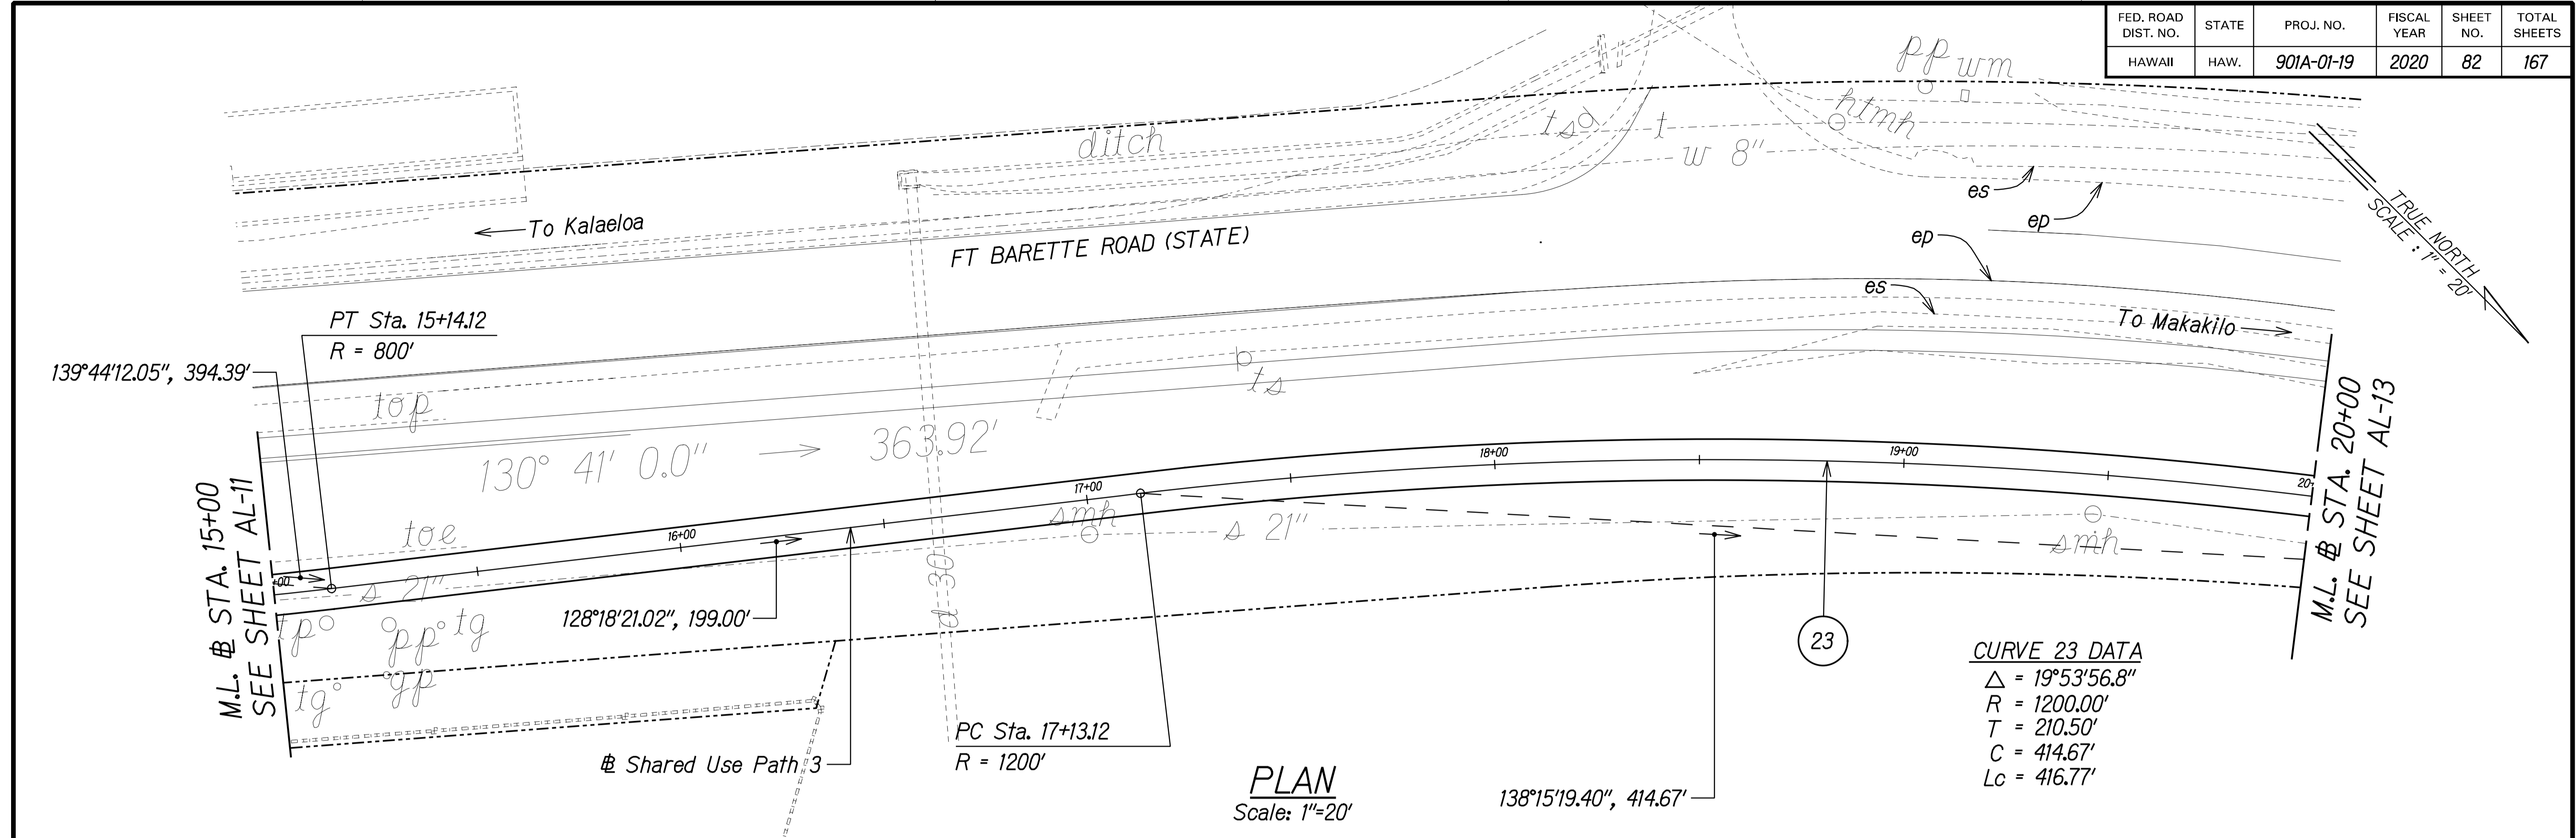 FED. ROAD DIST. NO. STATE PROJ. NO. FISCAL YEAR SHEET NO. TOTAL SHEETS
HAWAII HAW. 901A-01-19 2020 82 167
pp wm
htmh
ditch
ts
t
w 8"
es
ep
TRUE NORTH
SCALE : 1" = 20'
To Kalaeloa
FT BARETTE ROAD (STATE)
ep
es
To Makakilo
PT Sta. 15+14.12
R = 800'
139°44'12.05", 394.39'
top
ts
130° 41' 0.0" 363.92'
18+00
19+00
17+00
16+00
20+
+00
toe
smh
s 21"
smh
s 21"
M.L. B STA. 15+00
SEE SHEET AL-11
M.L. B STA. 20+00
SEE SHEET AL-13
tp
pp
tg
tg
gp
d 30
128°18'21.02", 199.00'
23
CURVE 23 DATA
△ = 19°53'56.8"
R = 1200.00'
T = 210.50'
C = 414.67'
Lc = 416.77'
PC Sta. 17+13.12
R = 1200'
B Shared Use Path 3
PLAN
Scale: 1"=20'
138°15'19.40", 414.67'